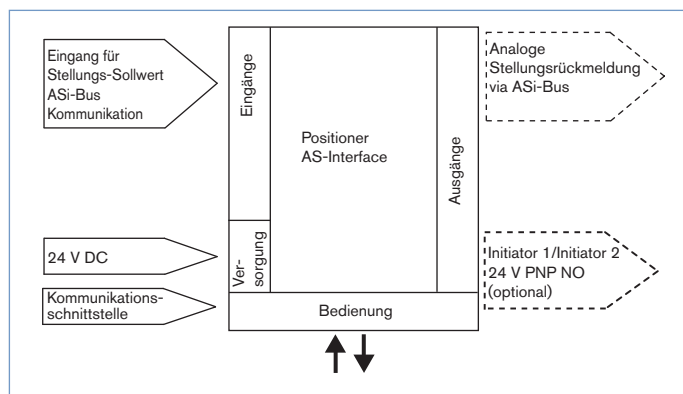 Eingang für
Stellungs-Sollwert
ASi-Bus
Kommunikation
Eingänge
Positioner
AS-Interface
Ausgänge
Analoge
Stellungsrückmeldung
via ASi-Bus
24 V DC
Ver-
sorgung
Initiator 1/Initiator 2
24 V PNP NO
(optional)
Kommunikations-
schnittstelle
Bedienung